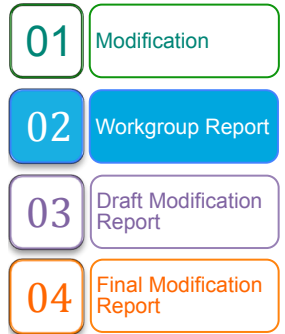 01
Modification
02
Workgroup Report
03
Draft Modification
Report
04
Final Modification
Report